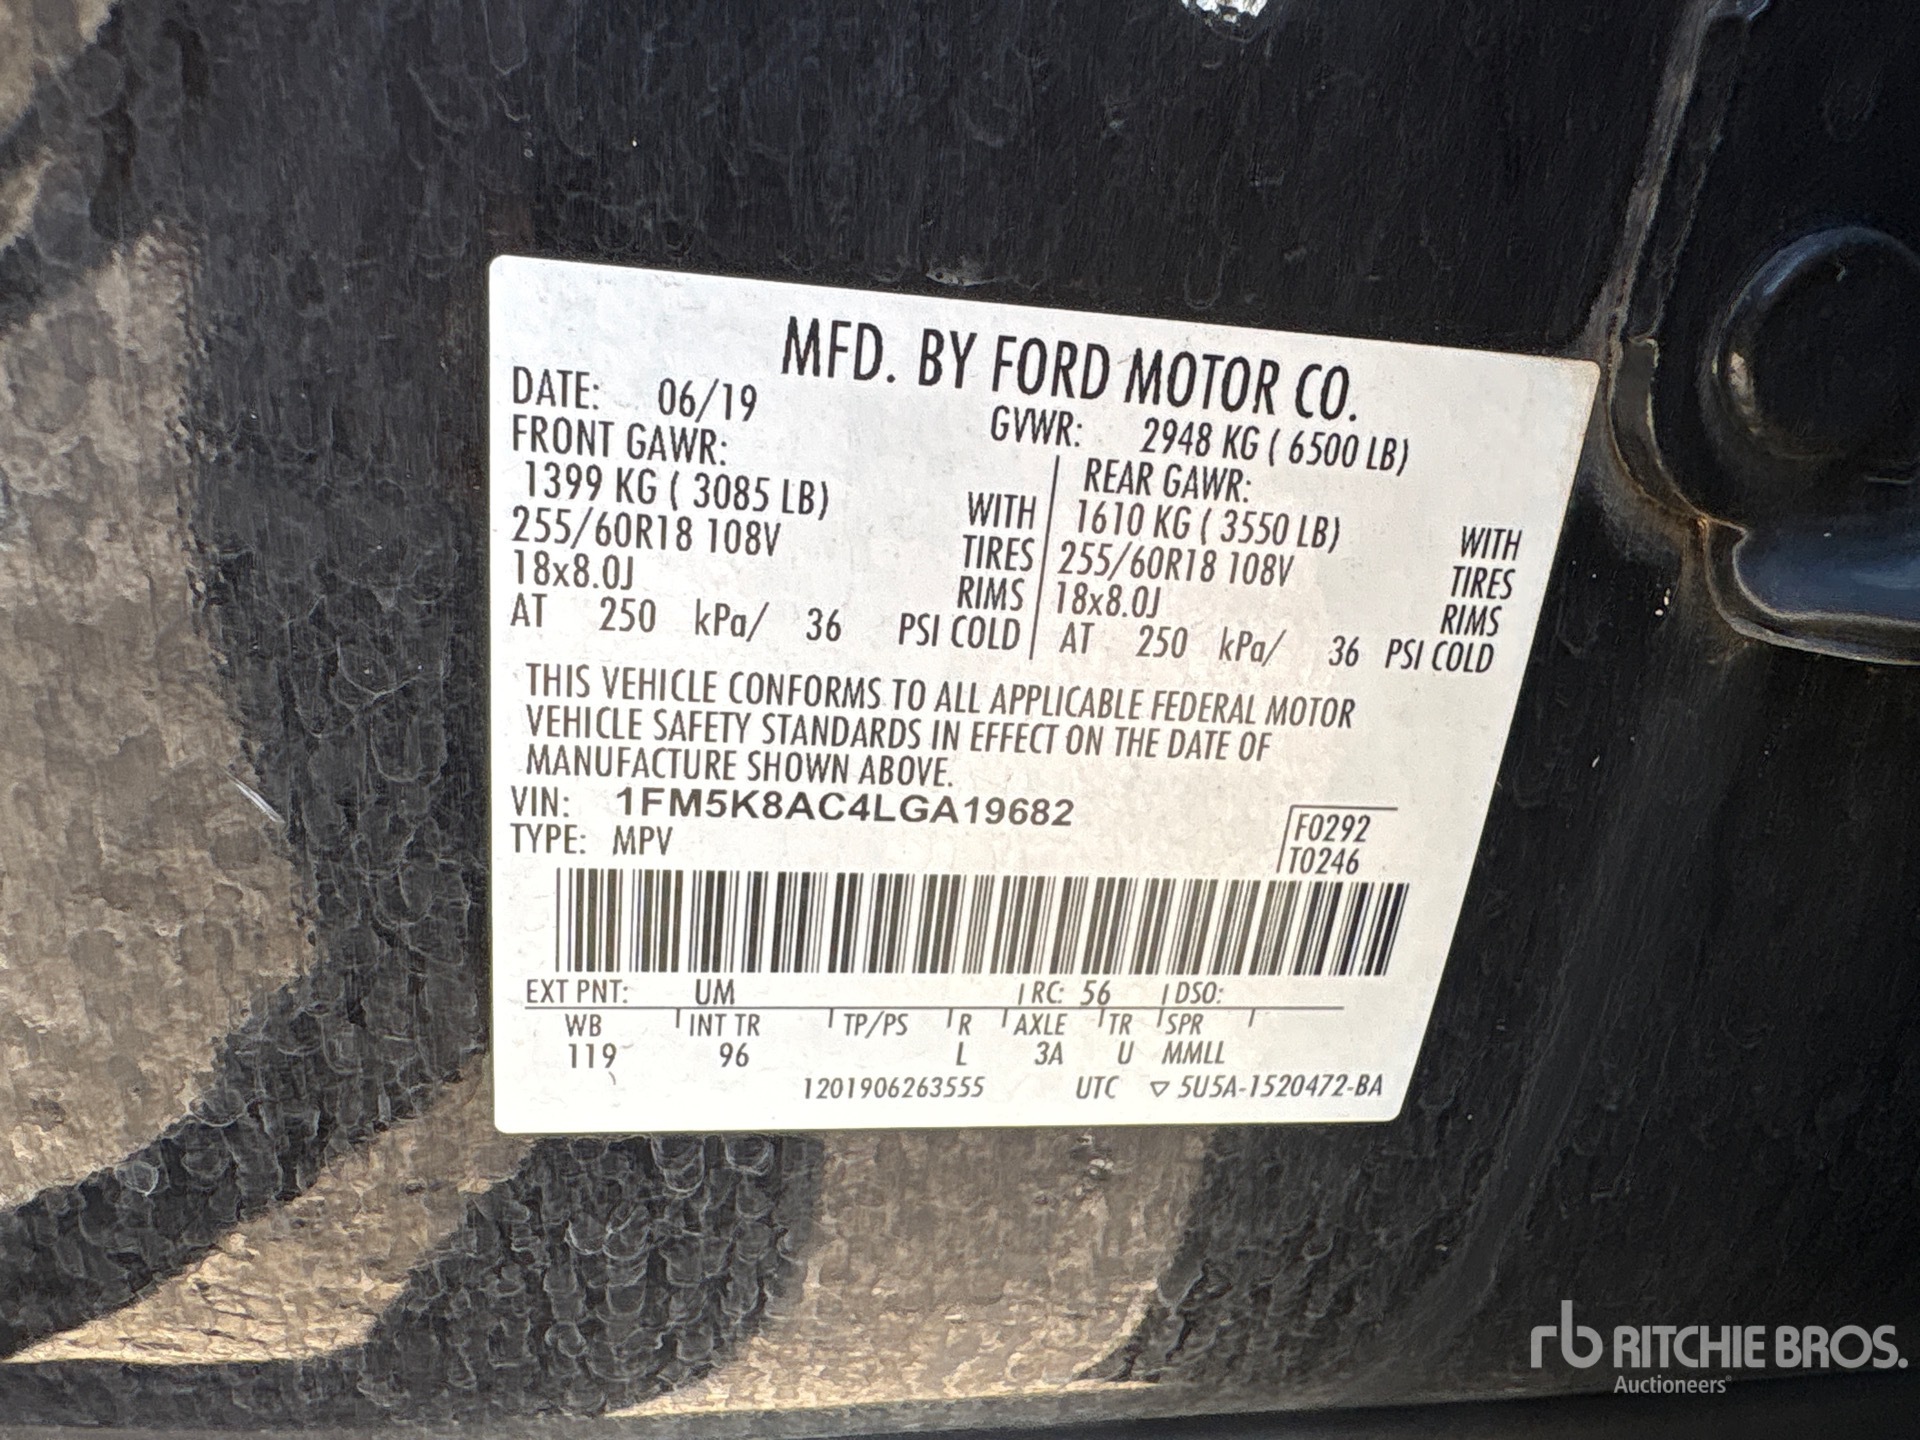 MFD. BY FORD MOTOR CO.
DATE: 06/19 GVWR: 2948 KG ( 6500 LB)
FRONT GAWR: REAR GAWR:
1399 KG ( 3085 LB) WITH 1610 KG ( 3550 LB) WITH
255/60R18 108V TIRES 255/60R18 108V TIRES
18x8.0J RIMS 18x8.0J RIMS
AT 250 kPa/ 36 PSI COLD AT 250 kPa/ 36 PSI COLD
THIS VEHICLE CONFORMS TO ALL APPLICABLE FEDERAL MOTOR
VEHICLE SAFETY STANDARDS IN EFFECT ON THE DATE OF
MANUFACTURE SHOWN ABOVE.
VIN: 1FM5K8AC4LGA19682 F0292
TYPE: MPV T0246
EXT PNT: UM RC: 56 DSO:
WB INT TR TP/PS R AXLE TR SPR
119 96 L 3A U MMLL
1201906263555 UTC ▽ 5U5A-1520472-BA
rb RITCHIE BROS.
Auctioneers